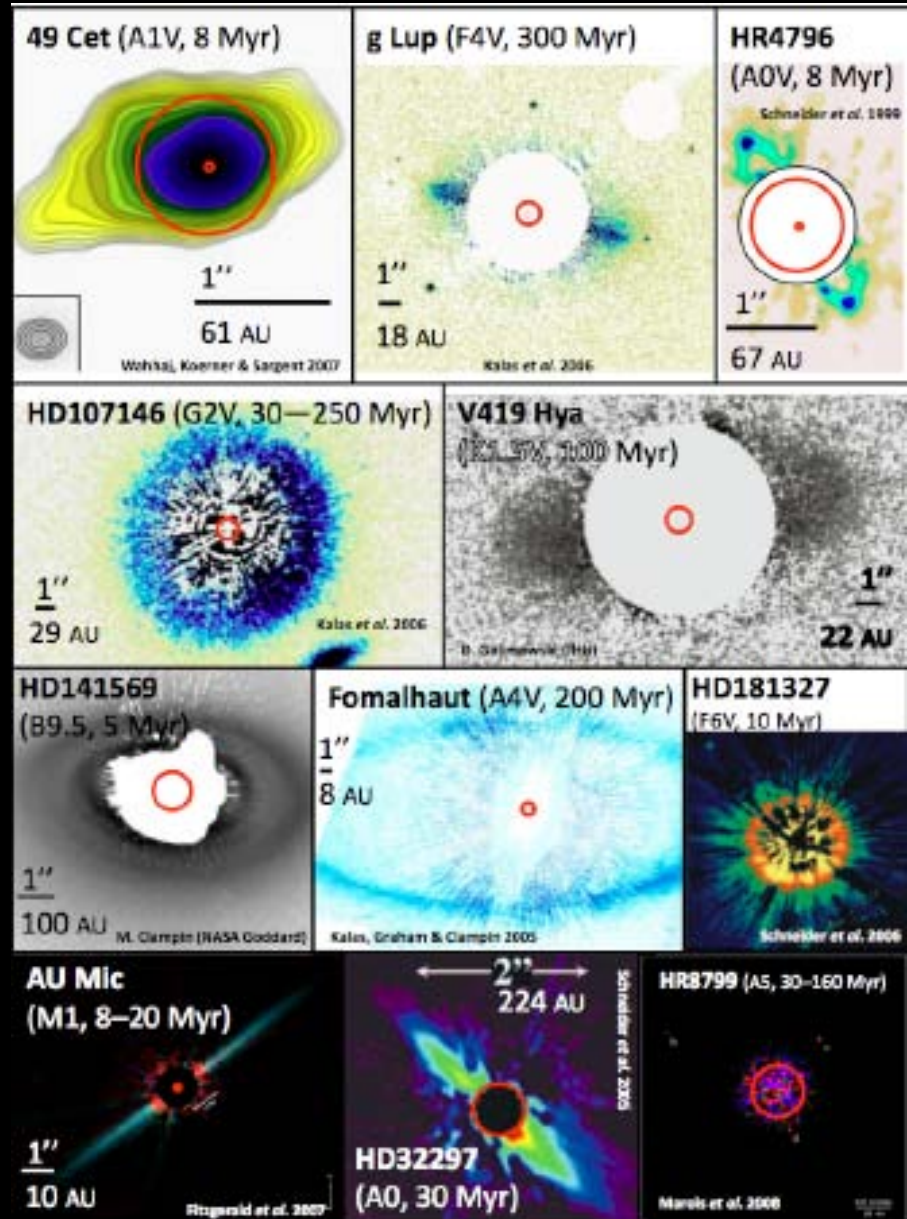 49 Cet (A1V, 8 Myr)
1″
61 AU
Wahhaj, Koerner & Sargent 2007
g Lup (F4V, 300 Myr)
1″
18 AU
Kalas et al. 2006
HR4796
(A0V, 8 Myr)
Schneider et al. 1999
1″
67 AU
HD107146 (G2V, 30—250 Myr)
1″
29 AU
Kalas et al. 2006
V419 Hya
100 Myr)
1″
22 AU
HD141569
(B9.5, 5 Myr)
1″
100 AU
M. Clampin (NASA Goddard)
Fomalhaut (A4V, 200 Myr)
1″
8 AU
Kalas, Graham & Clampin 2005
HD181327
(F6V, 10 Myr)
Schneider et al. 2006
AU Mic
(M1, 8–20 Myr)
1″
10 AU
Fitzgerald et al. 2007
2”
224 AU
Schneider et al. 2005
HD32297
(A0, 30 Myr)
HR8799 (A5, 30–160 Myr)
Marois et al. 2008